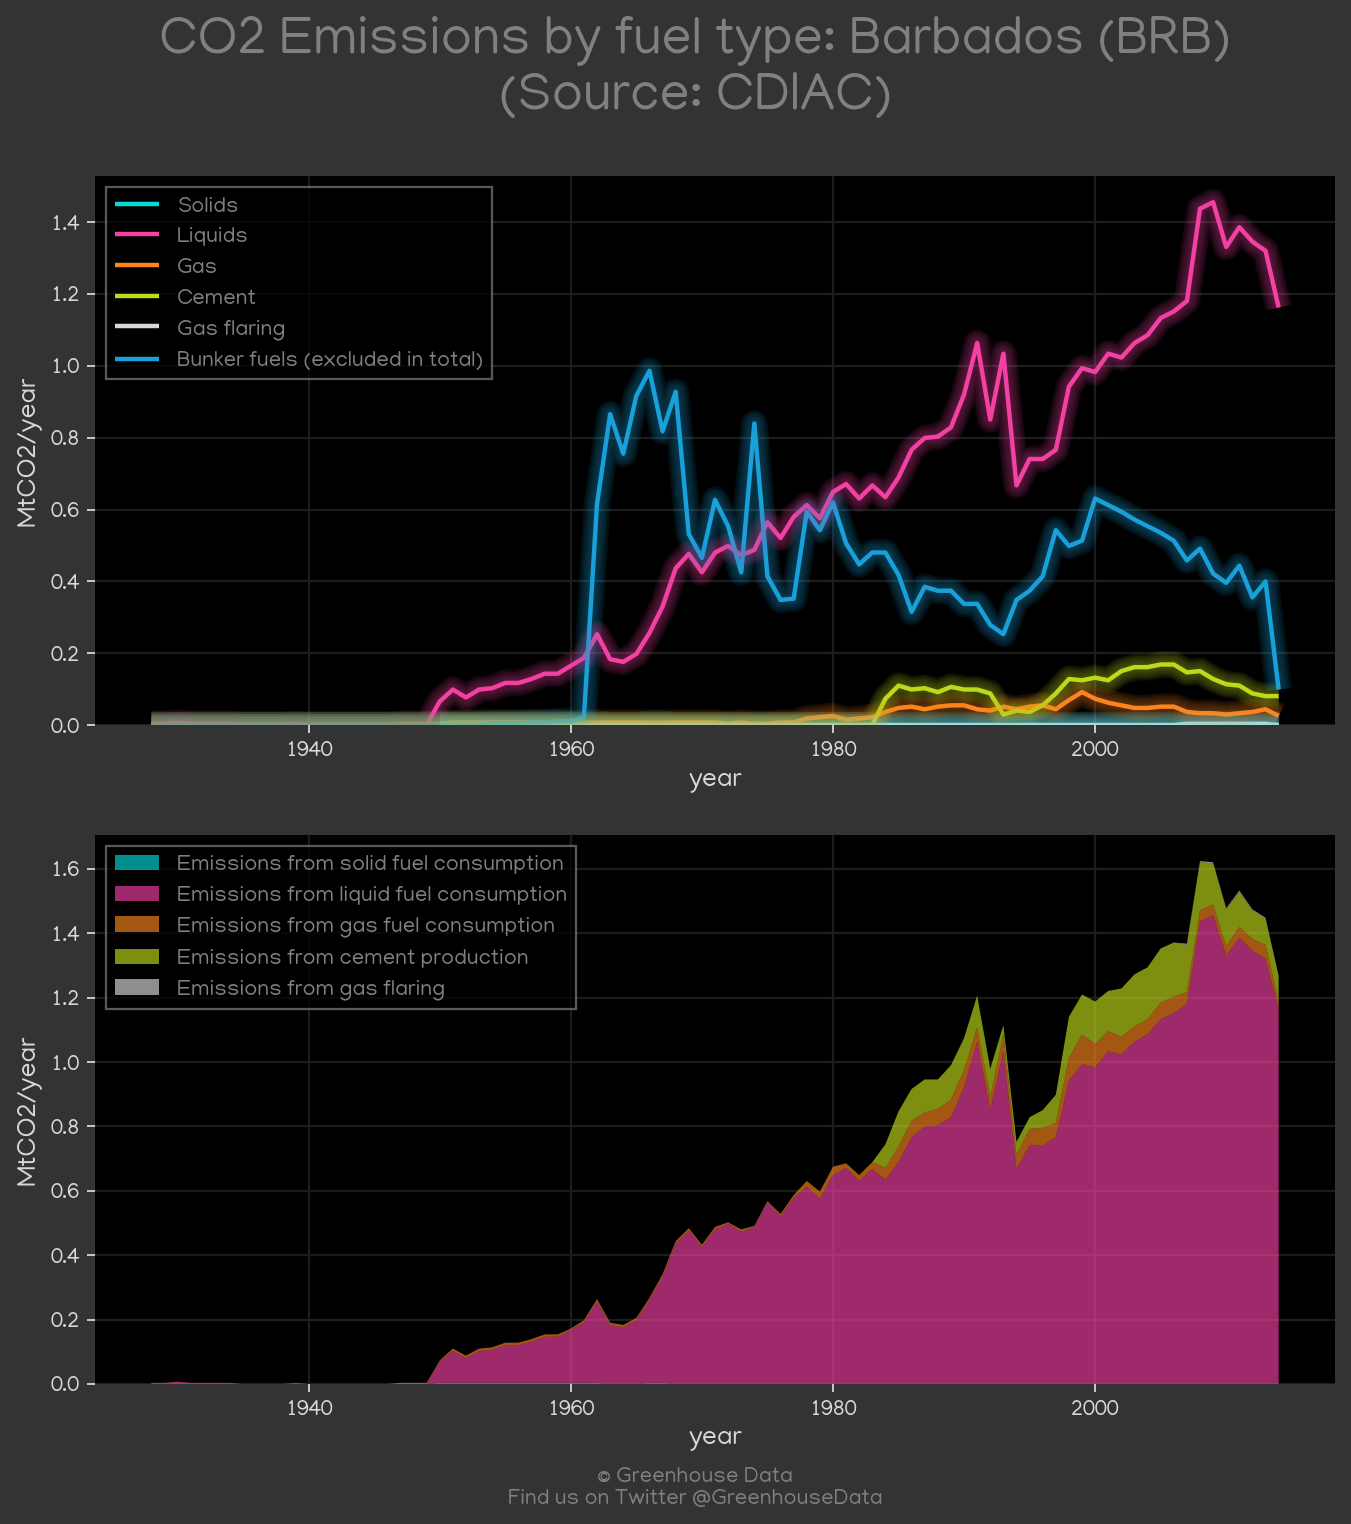 CO2 Emissions by fuel type: Barbados (BRB)
(Source: CDIAC)
Solids
Liquids
Gas
Cement
Gas flaring
Bunker fuels (excluded in total)
1.4
1.2
1.0
0.8
0.6
0.4
0.2
0.0
MtCO2/year
1940 1960 1980 2000
year
Emissions from solid fuel consumption
Emissions from liquid fuel consumption
Emissions from gas fuel consumption
Emissions from cement production
Emissions from gas flaring
1.6
1.4
1.2
1.0
0.8
0.6
0.4
0.2
0.0
MtCO2/year
1940 1960 1980 2000
year
© Greenhouse Data
Find us on Twitter @GreenhouseData